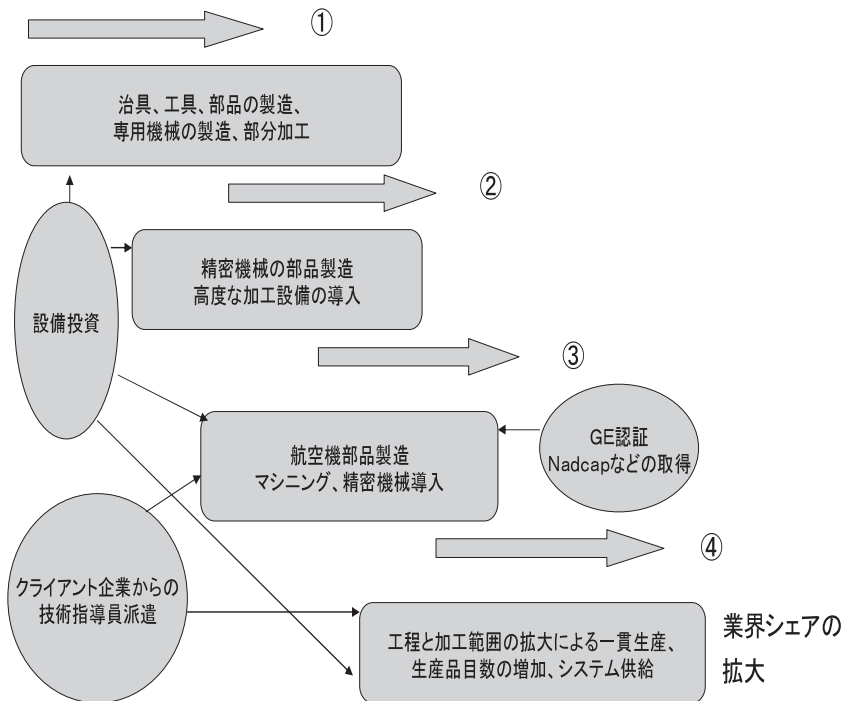 ①
治具、工具、部品の製造、
専用機械の製造、部分加工
②
精密機械の部品製造
高度な加工設備の導入
設備投資
③
航空機部品製造
マシニング、精密機械導入
GE認証
Nadcapなどの取得
④
クライアント企業からの
技術指導員派遣
工程と加工範囲の拡大による一貫生産、
生産品目数の増加、システム供給
業界シェアの
拡大